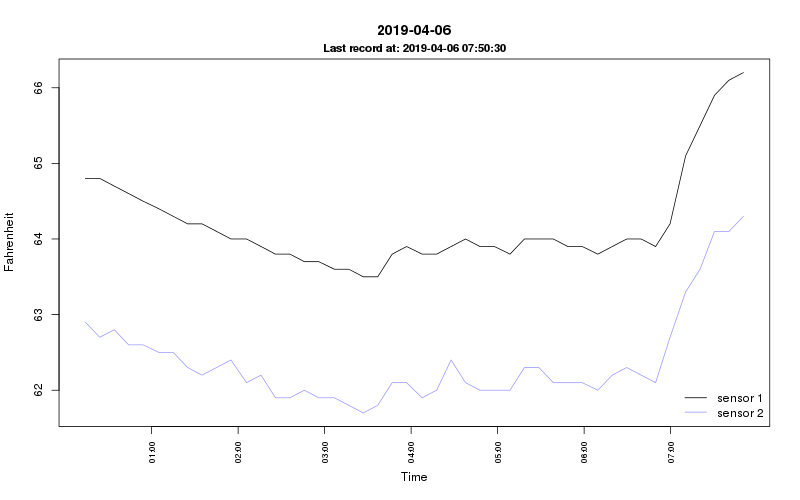 2019-04-06
Last record at: 2019-04-06 07:50:30
Fahrenheit
66
65
64
63
62
sensor 1
sensor 2
01:00 02:00 03:00 04:00 05:00 06:00 07:00
Time